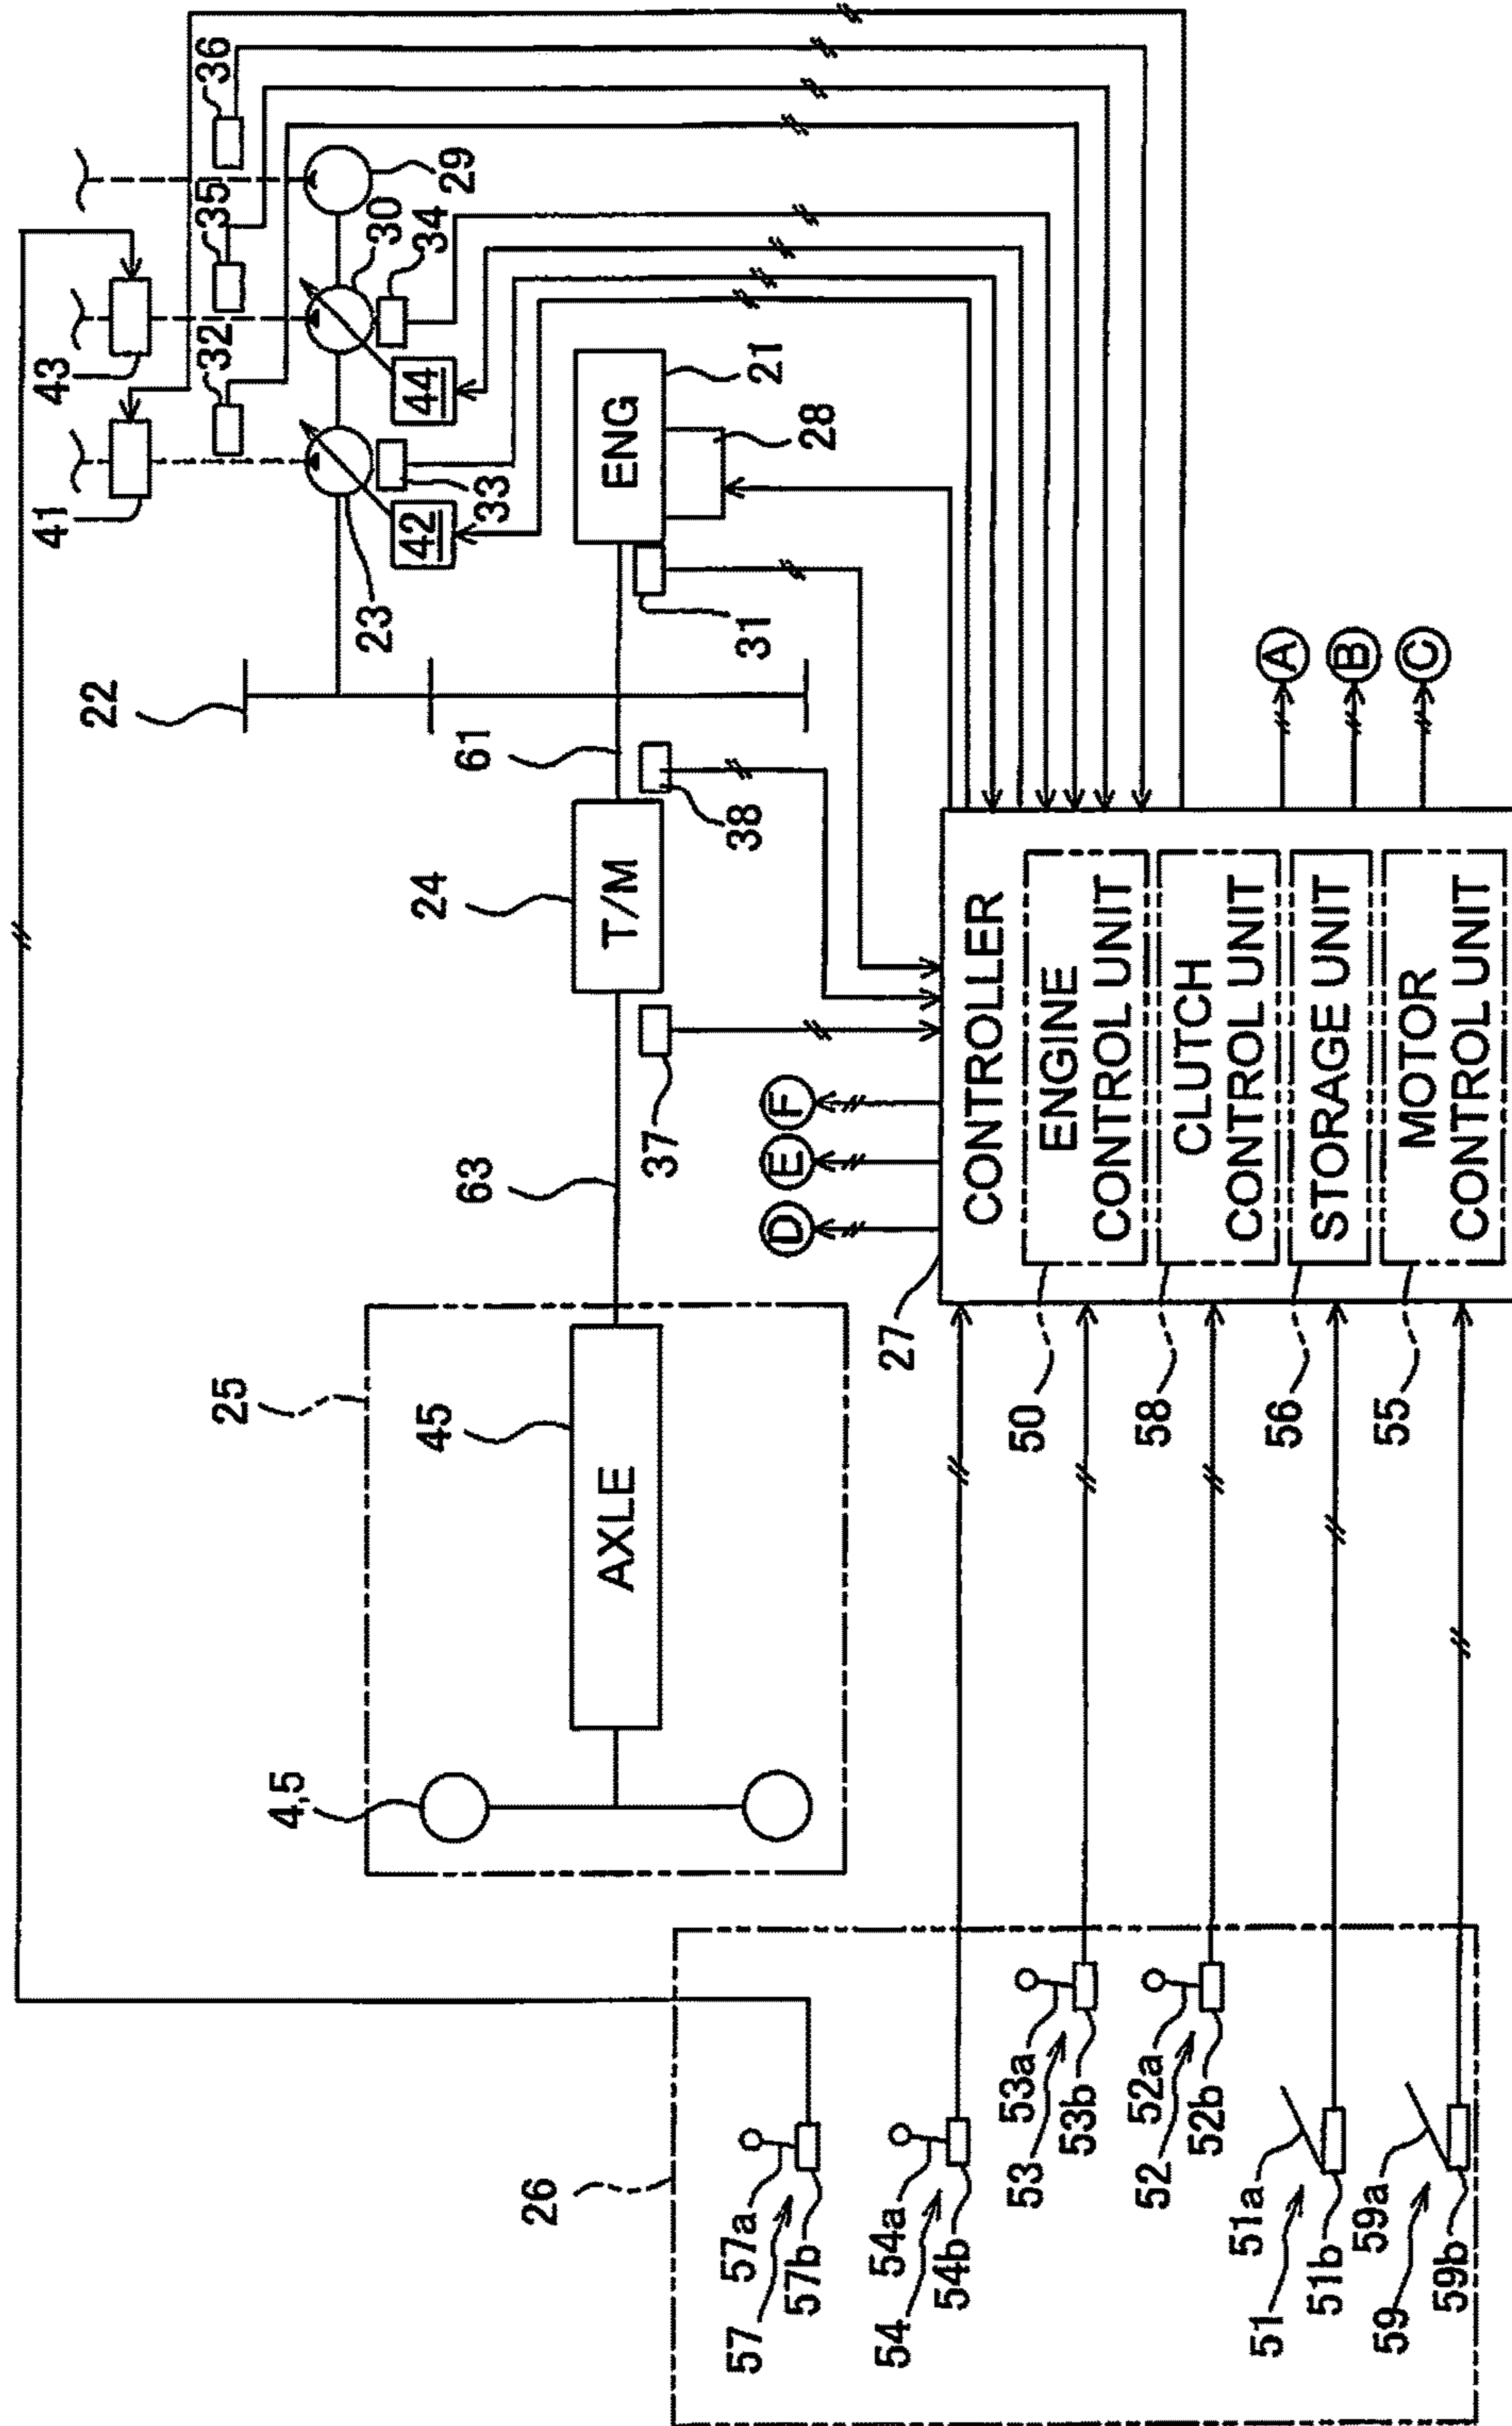 41
43
32
35
36
29
30
34
44
33
42
23
22
ENG
21
28
31
61
38
T/M
24
37
63
25
AXLE
45
4,5
A
B
C
D
E
F
27
CONTROLLER
ENGINE
CONTROL UNIT
50
CLUTCH
CONTROL UNIT
58
STORAGE UNIT
56
MOTOR
CONTROL UNIT
55
26
57a
57
57b
54a
54
54b
53a
53
53b
52a
52
52b
51a
51
51b
59a
59
59b